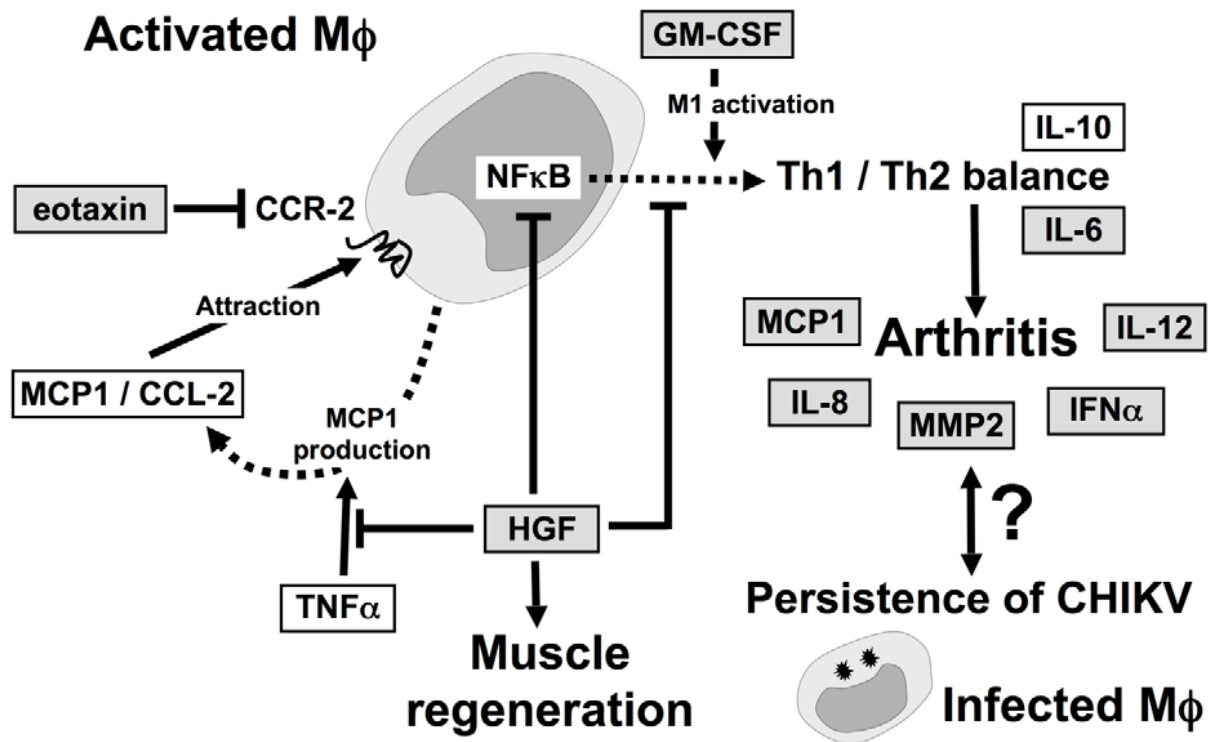 Activated Mϕ
GM-CSF
M1 activation
IL-10
NFκB
Th1 / Th2 balance
eotaxin
CCR-2
IL-6
Attraction
MCP1
Arthritis
IL-12
MCP1 / CCL-2
IL-8
MMP2
IFNα
MCP1
production
?
HGF
TNFα
Persistence of CHIKV
Muscle
regeneration
Infected Mϕ